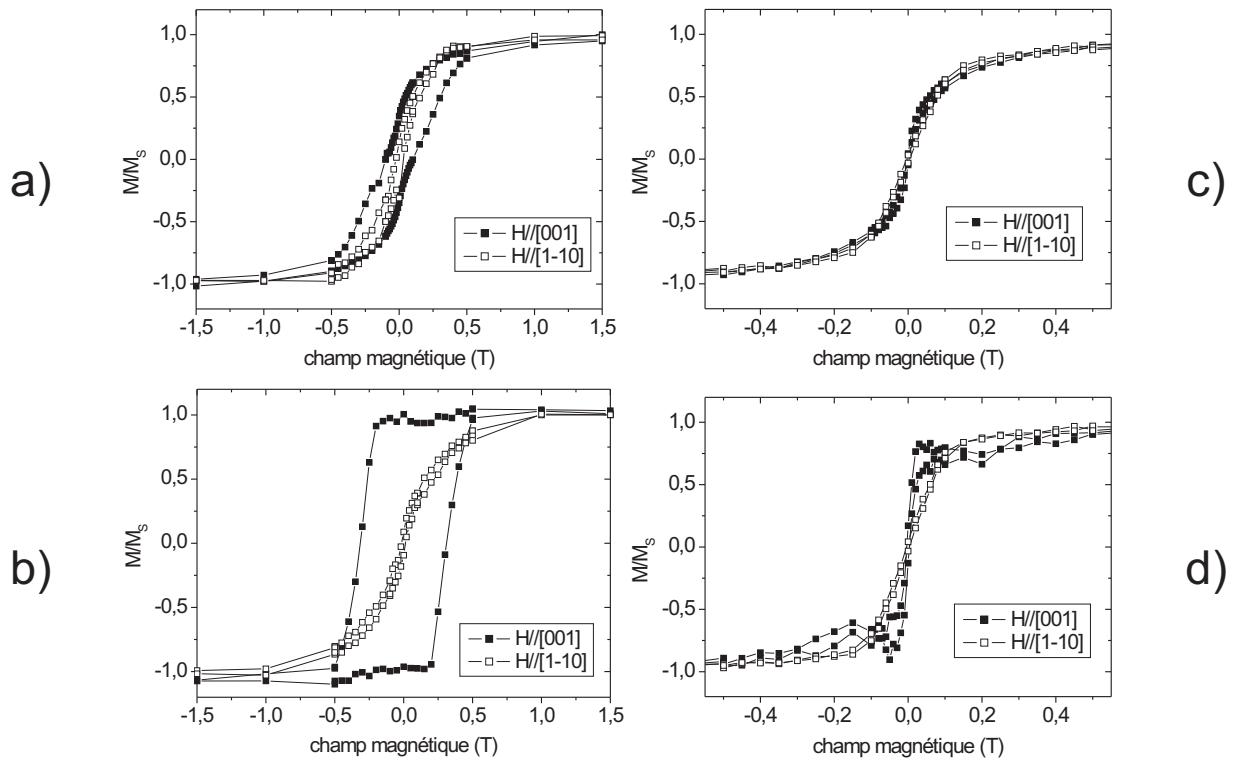 a)
M/Ms
1,0
0,5
0,0
-0,5
-1,0
H//[001]
H//[1-10]
-1,5 -1,0 -0,5 0,0 0,5 1,0 1,5
champ magnétique (T)
c)
M/Ms
1,0
0,5
0,0
-0,5
-1,0
H//[001]
H//[1-10]
-0,4 -0,2 0,0 0,2 0,4
champ magnétique (T)
b)
M/Ms
1,0
0,5
0,0
-0,5
-1,0
H//[001]
H//[1-10]
-1,5 -1,0 -0,5 0,0 0,5 1,0 1,5
champ magnétique (T)
d)
M/Ms
1,0
0,5
0,0
-0,5
-1,0
H//[001]
H//[1-10]
-0,4 -0,2 0,0 0,2 0,4
champ magnétique (T)